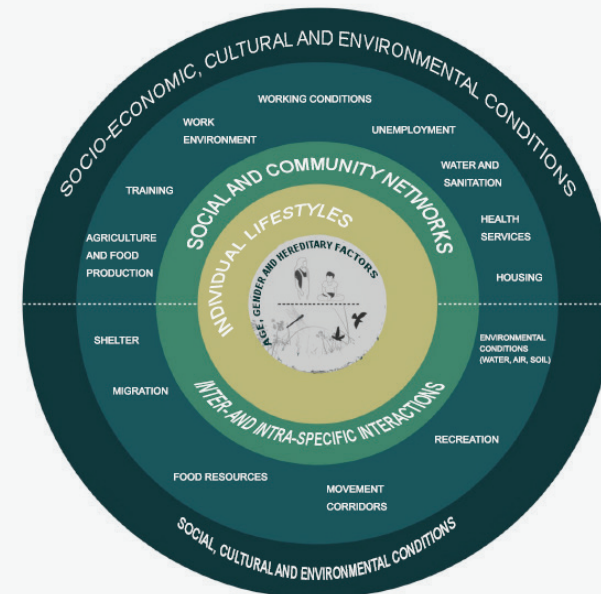 SOCIO-ECONOMIC, CULTURAL AND ENVIRONMENTAL CONDITIONS
WORKING CONDITIONS
WORK
ENVIRONMENT
UNEMPLOYMENT
WATER AND
SANITATION
TRAINING
HEALTH
SERVICES
AGRICULTURE
AND FOOD
PRODUCTION
HOUSING
SOCIAL AND COMMUNITY NETWORKS
INDIVIDUAL LIFESTYLES
AGE, GENDER AND HEREDITARY FACTORS
SHELTER
ENVIRONMENTAL
CONDITIONS
(WATER, AIR, SOIL)
MIGRATION
INTER- AND INTRA-SPECIFIC INTERACTIONS
RECREATION
FOOD RESOURCES
MOVEMENT
CORRIDORS
SOCIAL, CULTURAL AND ENVIRONMENTAL CONDITIONS